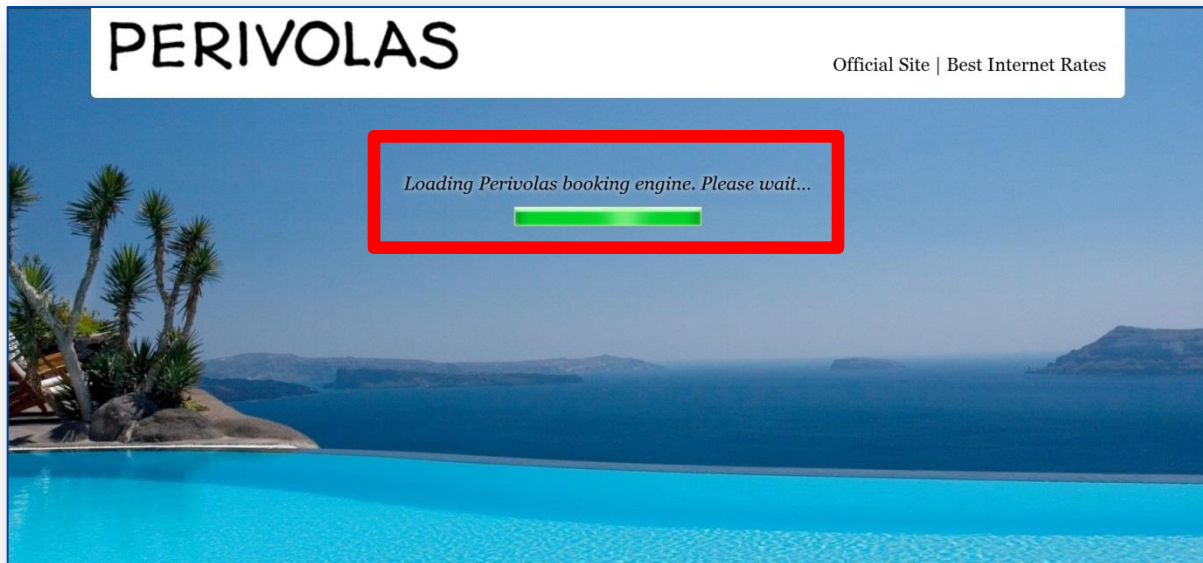 PERIVOLAS
Official Site | Best Internet Rates
Loading Perivolas booking engine. Please wait...